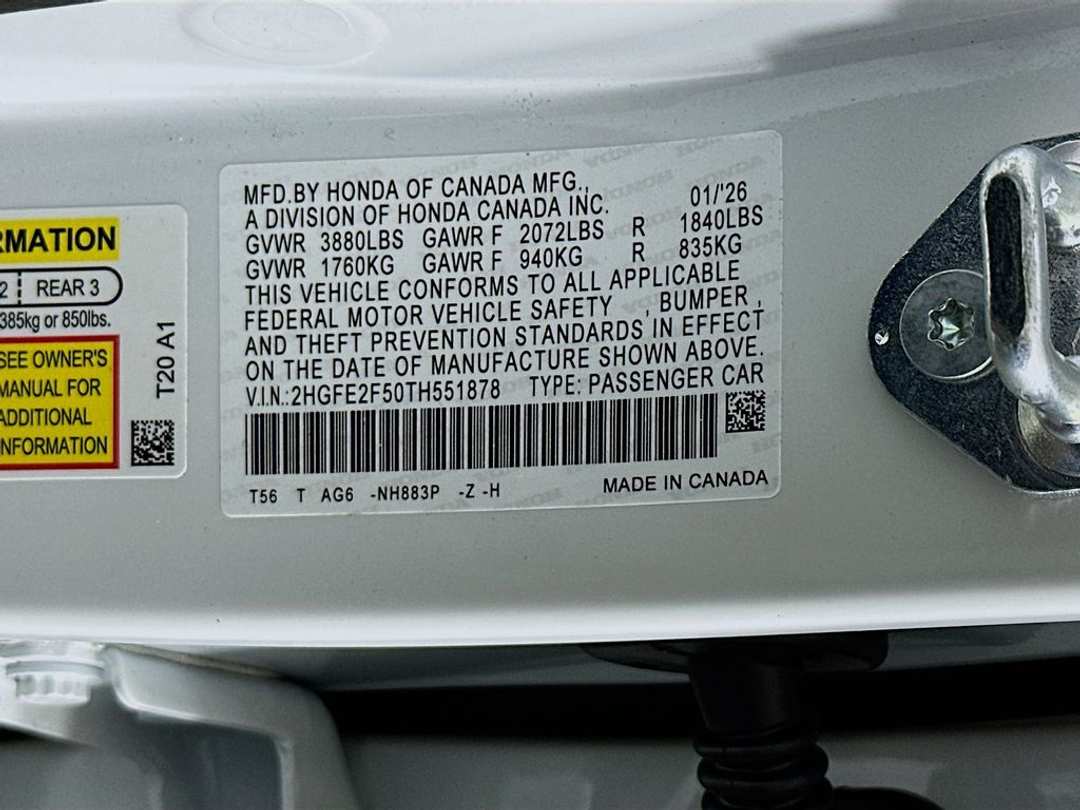 RMATION
2 REAR 3
385kg or 850lbs.
SEE OWNER'S
MANUAL FOR
ADDITIONAL
INFORMATION
T20 A1
MFD.BY HONDA OF CANADA MFG.,
A DIVISION OF HONDA CANADA INC. 01/'26
GVWR 3880LBS GAWR F 2072LBS R 1840LBS
GVWR 1760KG GAWR F 940KG R 835KG
THIS VEHICLE CONFORMS TO ALL APPLICABLE
FEDERAL MOTOR VEHICLE SAFETY , BUMPER ,
AND THEFT PREVENTION STANDARDS IN EFFECT
ON THE DATE OF MANUFACTURE SHOWN ABOVE.
V.I.N.:2HGFE2F50TH551878 TYPE: PASSENGER CAR
T56 T AG6 -NH883P -Z -H MADE IN CANADA